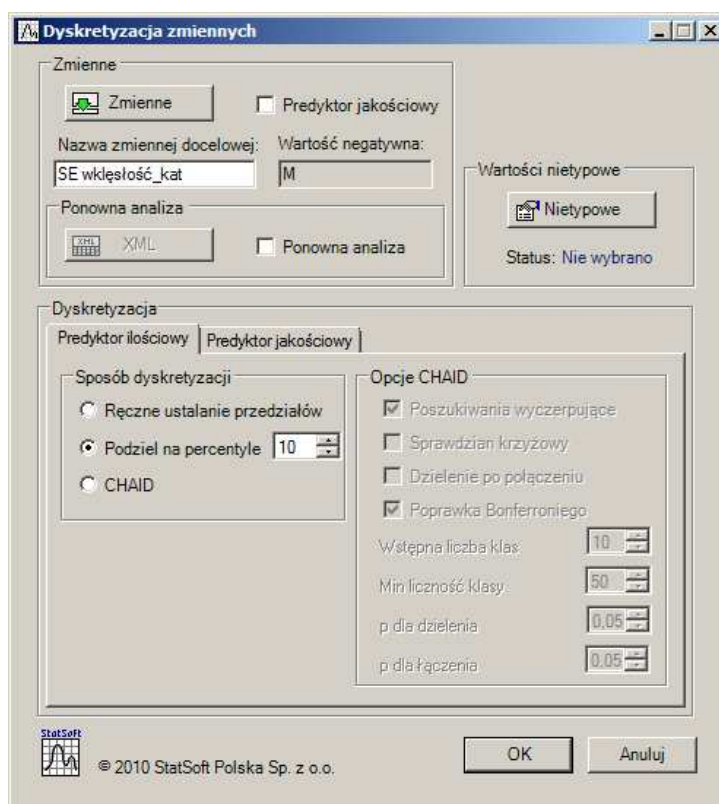 Dyskretyzacja zmiennych
Zmienne
Zmienne
Predyktor jakościowy
Nazwa zmiennej docelowej:
Wartość negatywna:
SE wklęsłość_kat
M
Ponowna analiza
XML
Ponowna analiza
Wartości nietypowe
Nietypowe
Status: Nie wybrano
Dyskretyzacja
Predyktor ilościowy
Predyktor jakościowy
Sposób dyskretyzacji
Ręczne ustalanie przedziałów
Podziel na percentyle 10
CHAID
Opcje CHAID
Poszukiwania wyczerpujące
Sprawdzian krzyżowy
Dzielenie po połączeniu
Poprawka Bonferroniego
Wstępna liczba klas 10
Min liczność klasy 50
p dla dzielenia 0,05
p dla łączenia 0,05
StatSoft
© 2010 StatSoft Polska Sp. z o.o.
OK
Anuluj